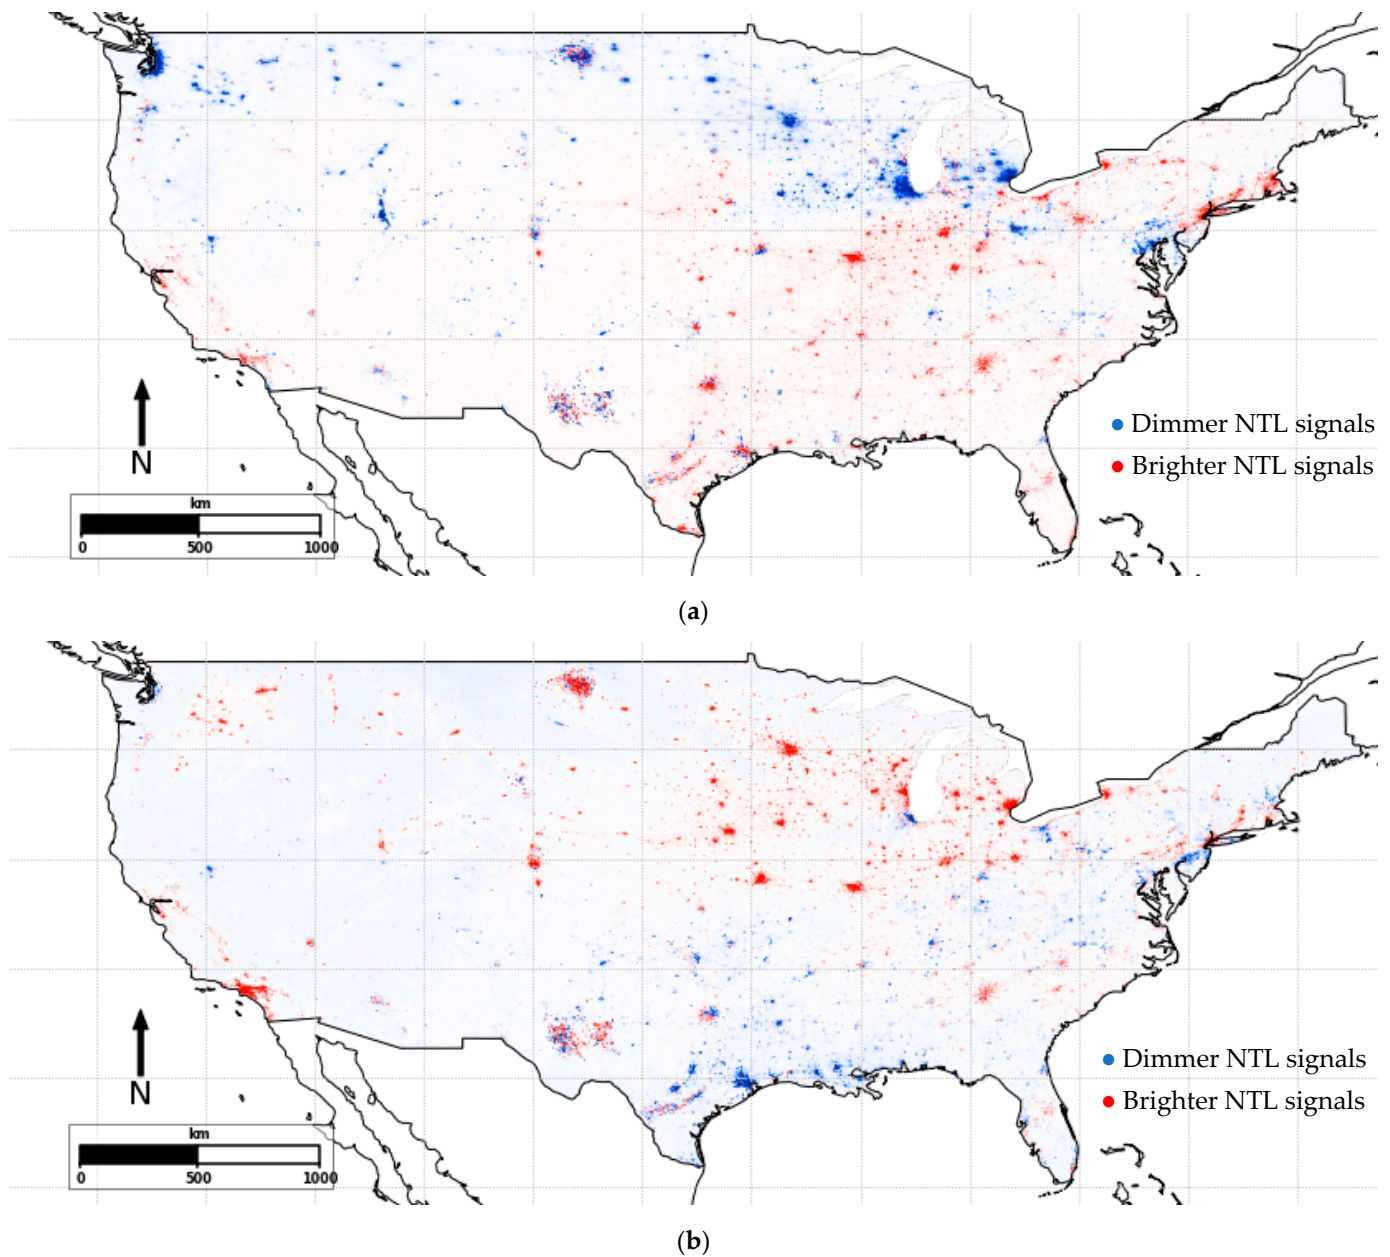 ● Dimmer NTL signals
● Brighter NTL signals
N
km
0 500 1000
(a)
● Dimmer NTL signals
● Brighter NTL signals
N
km
0 500 1000
(b)